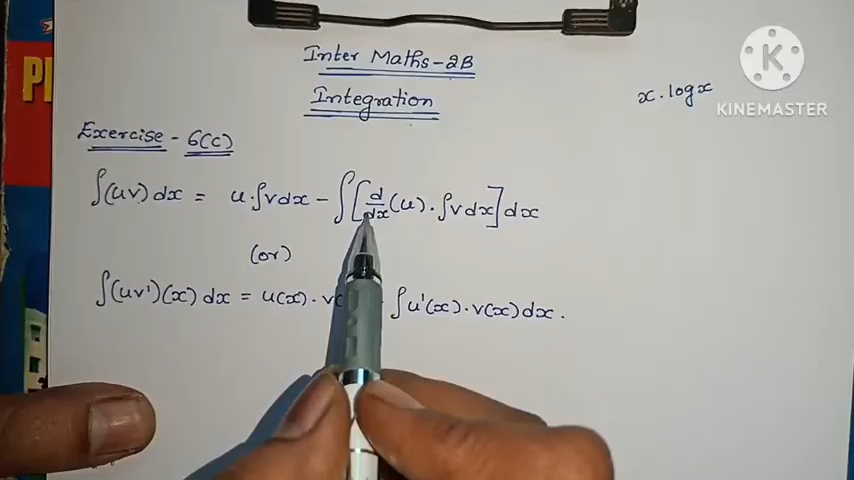 Inter Maths-2B
Integration
x.logx
KINEMASTER
Exercise - 6(c)
∫(uv)dx = u.∫vdx - ∫[d/dx(u).∫vdx]dx
(or)
∫(uv')(x)dx = u(x).v( ∫u'(x).v(x)dx.